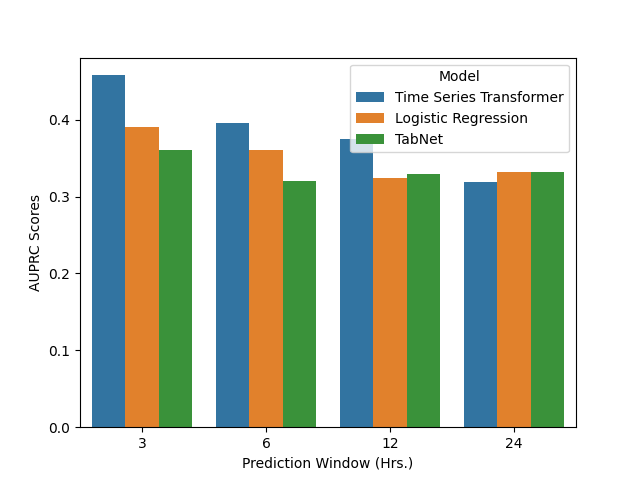 Model
Time Series Transformer
Logistic Regression
TabNet
AUPRC Scores
0.4
0.3
0.2
0.1
0.0
3 6 12 24
Prediction Window (Hrs.)